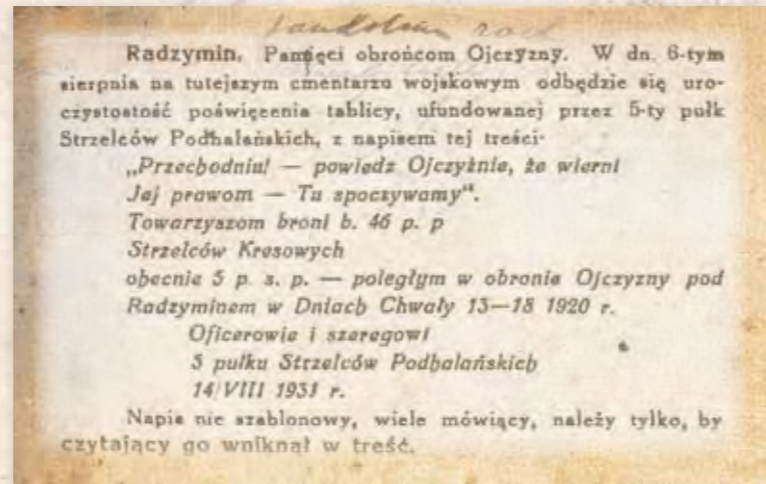 Radzymin. Pamięci obrońcom Ojczyzny. W dn. 6-tym
sierpnia na tutejszym cmentarzu wojskowym odbędzie się uro-
czystostność poświęcenia tablicy, ufundowanej przez 5-ty pułk
Strzelców Podhalańskich, z napisem tej treści·
„Przechodniu! — powiedz Ojczyźnie, że wierni
Jej prawom — Tu spoczywamy“.
Towarzyszom broni b. 46 p. p
Strzelców Kresowych
obecnie 5 p. s. p. — poległym w obronie Ojczyzny pod
Radzyminem w Dniach Chwały 13—18 1920 r.
Oficerowie i szeregowi
5 pułku Strzelców Podhalańskich
14/VIII 1931 r.
Napis nie szablonowy, wiele mówiący, należy tylko, by
czytający go wniknął w treść.